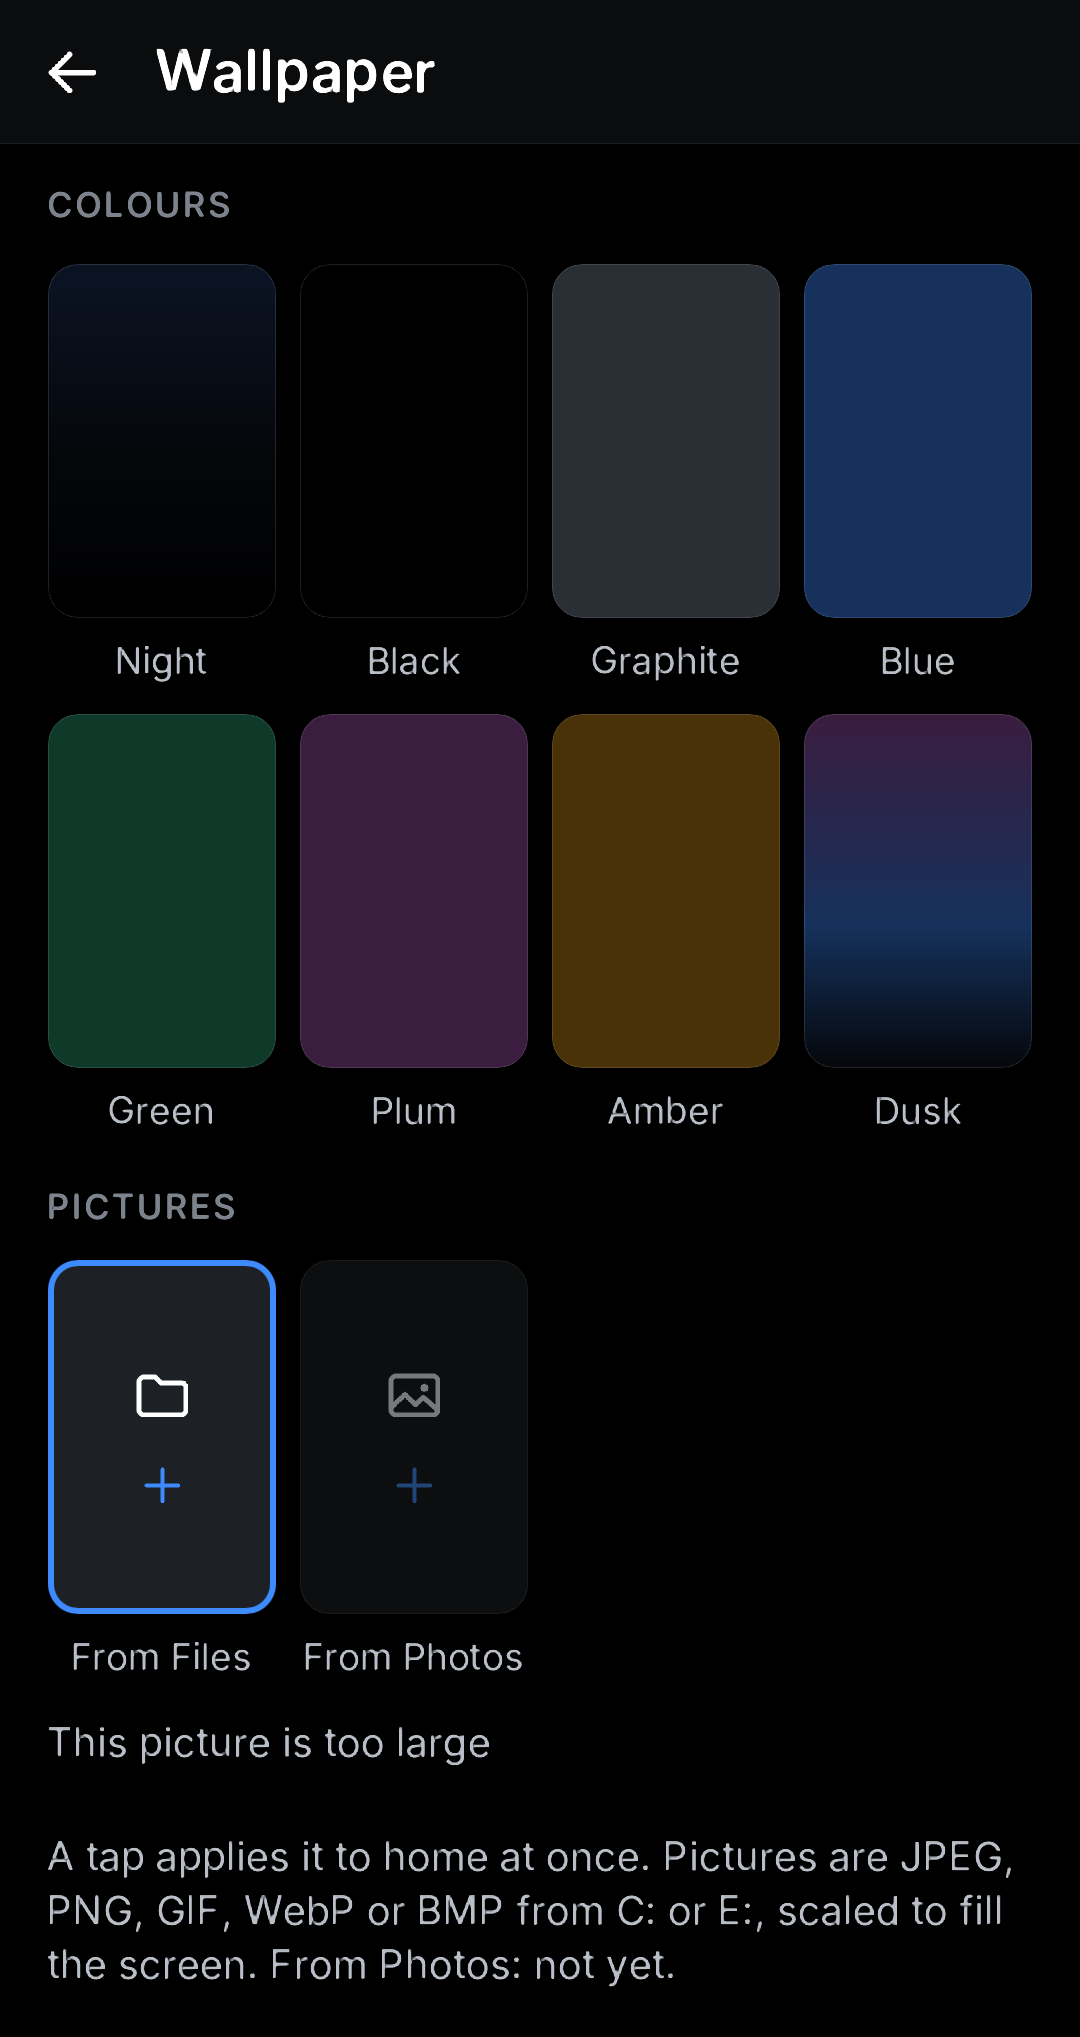 Wallpaper
COLOURS
Night
Black
Graphite
Blue
Green
Plum
Amber
Dusk
PICTURES
From Files
From Photos
This picture is too large
A tap applies it to home at once. Pictures are JPEG,
PNG, GIF, WebP or BMP from C: or E:, scaled to fill
the screen. From Photos: not yet.